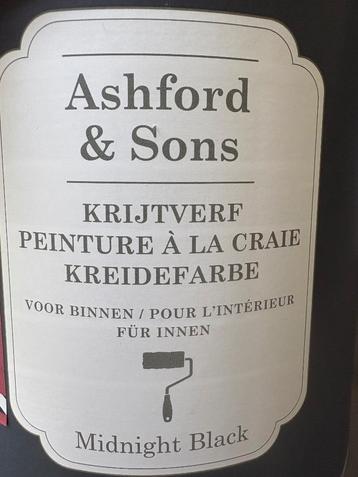 Ashford
& Sons
KRIJTVERF
PEINTURE À LA CRAIE
KREIDEFARBE
VOOR BINNEN / POUR L'INTÉRIEUR
FÜR INNEN
Midnight Black